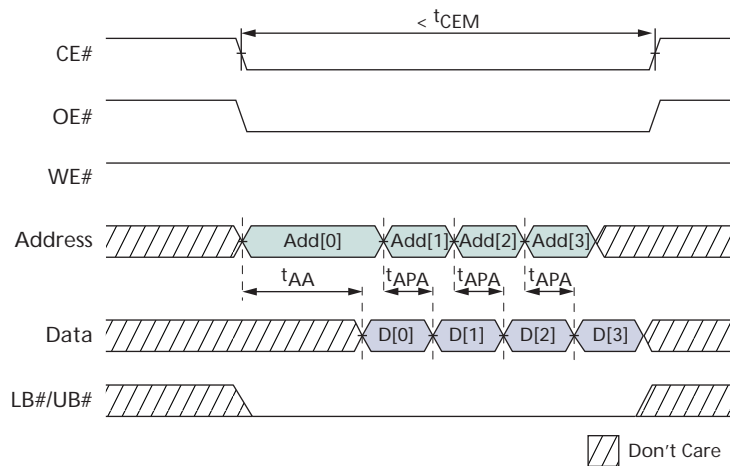 < tCEM
CE#
OE#
WE#
Address Add[0] Add[1] Add[2] Add[3]
tAA tAPA tAPA tAPA
Data D[0] D[1] D[2] D[3]
LB#/UB#
Don't Care